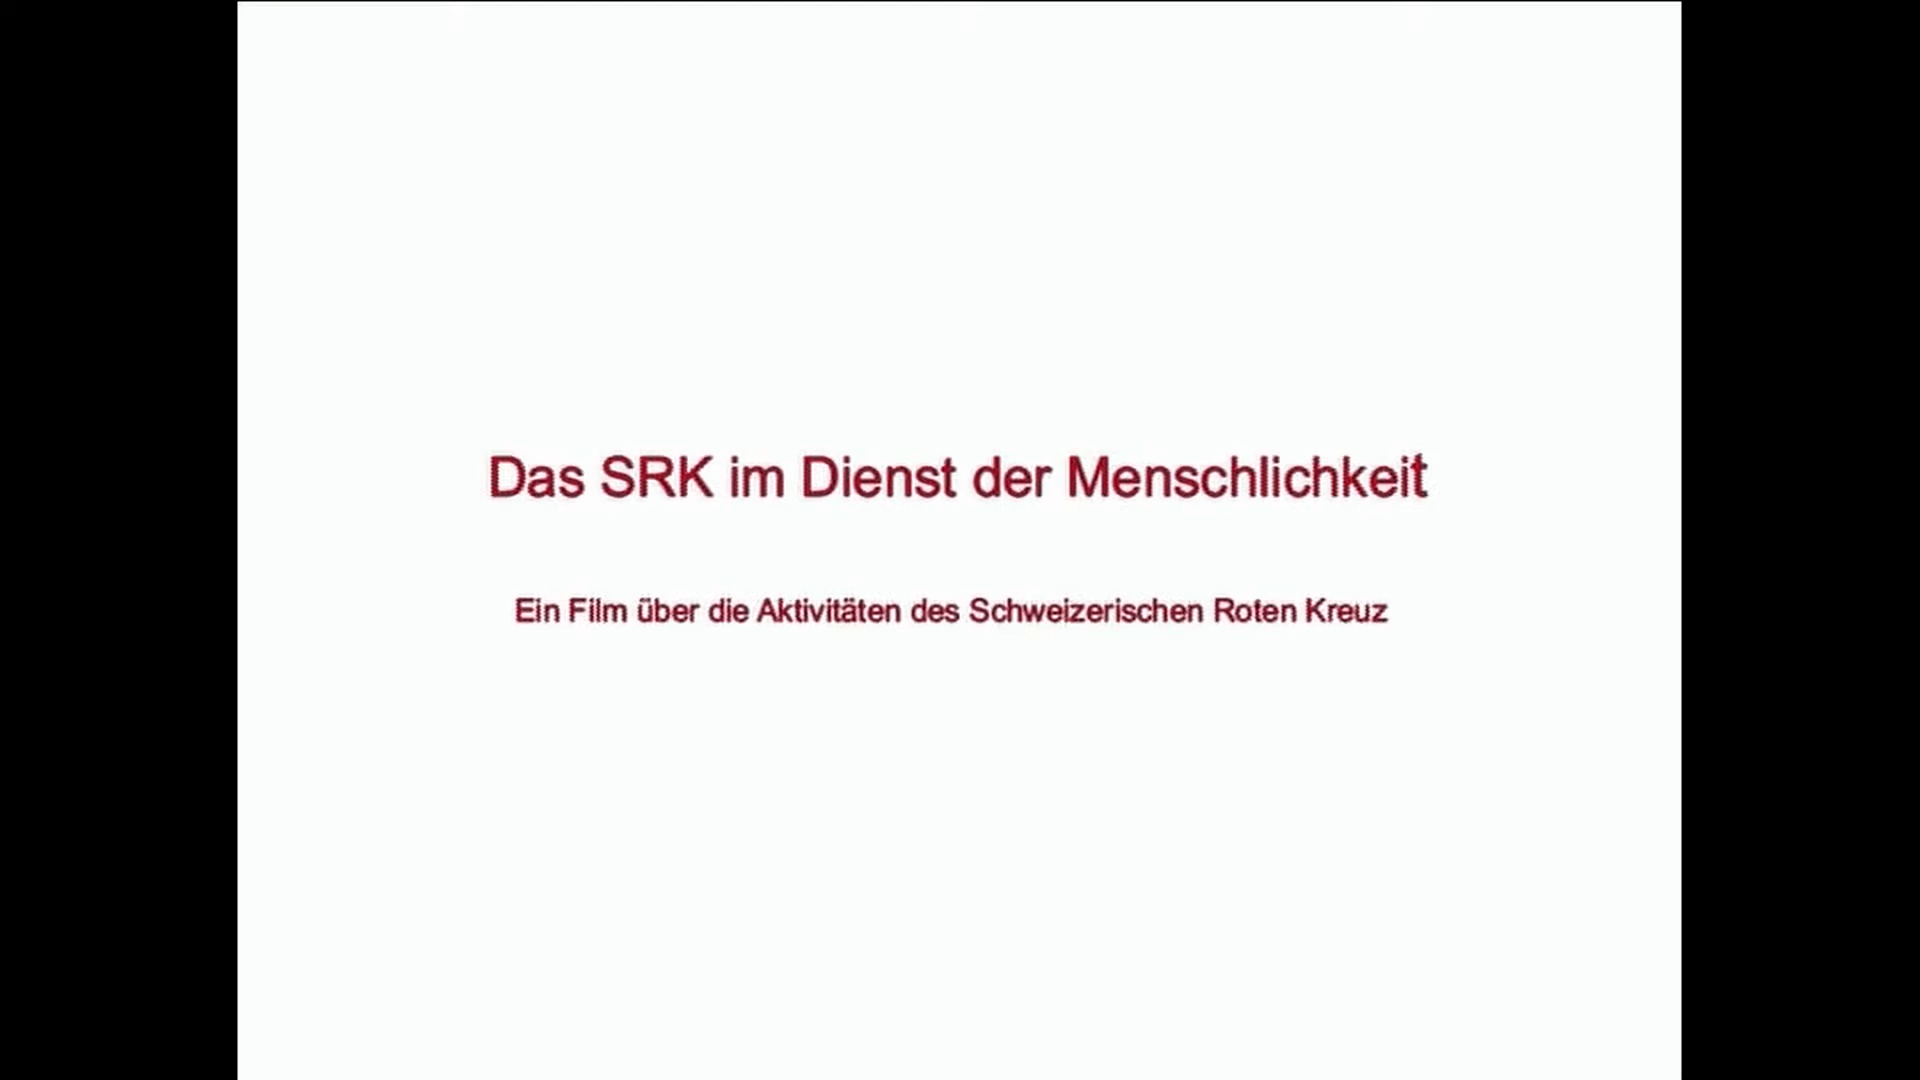 Das SRK im Dienst der Menschlichkeit
Ein Film über die Aktivitäten des Schweizerischen Roten Kreuz